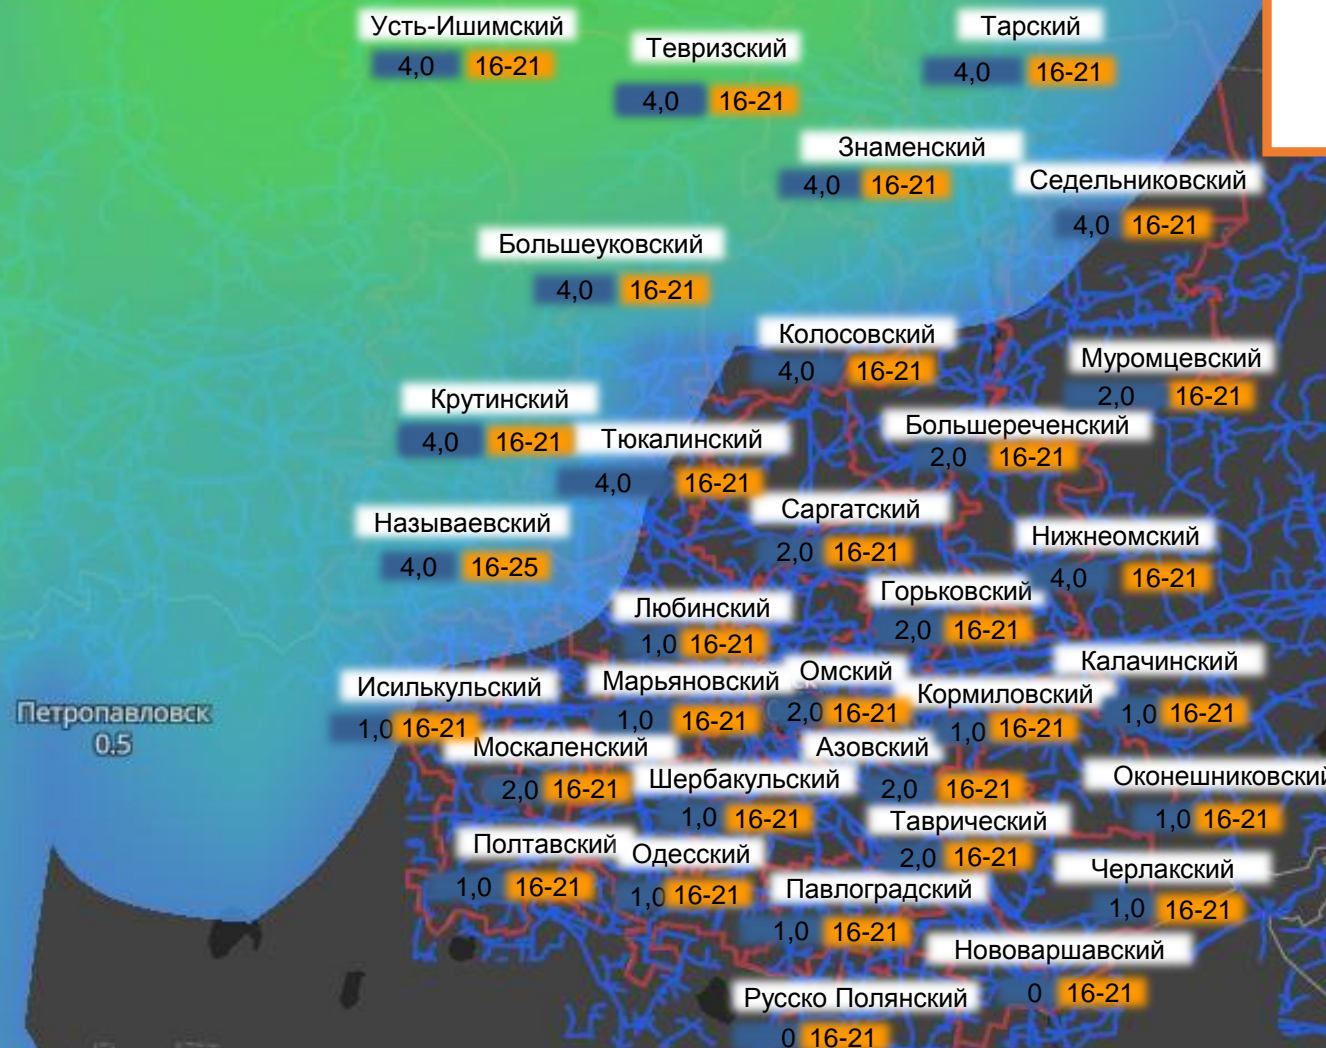 Усть-Ишимский
4,0 16-21
Тевризский
4,0 16-21
Тарский
4,0 16-21
Знаменский
4,0 16-21
Седельниковский
4,0 16-21
Большеуковский
4,0 16-21
Колосовский
4,0 16-21
Муромцевский
2,0 16-21
Крутинский
4,0 16-21
Тюкалинский
4,0 16-21
Большереченский
2,0 16-21
Называевский
4,0 16-25
Саргатский
2,0 16-21
Нижнеомский
4,0 16-21
Любинский
1,0 16-21
Горьковский
2,0 16-21
Исилькульский
1,0 16-21
Марьяновский
1,0 16-21
Омский
2,0 16-21
Кормиловский
1,0 16-21
Калачинский
1,0 16-21
Петропавловск
0.5
Москаленский
2,0 16-21
Шербакульский
1,0 16-21
Азовский
2,0 16-21
Оконешниковский
1,0 16-21
Таврический
2,0 16-21
Полтавский
1,0 16-21
Одесский
1,0 16-21
Павлоградский
1,0 16-21
Черлакский
1,0 16-21
Нововаршавский
0 16-21
Русско Полянский
0 16-21